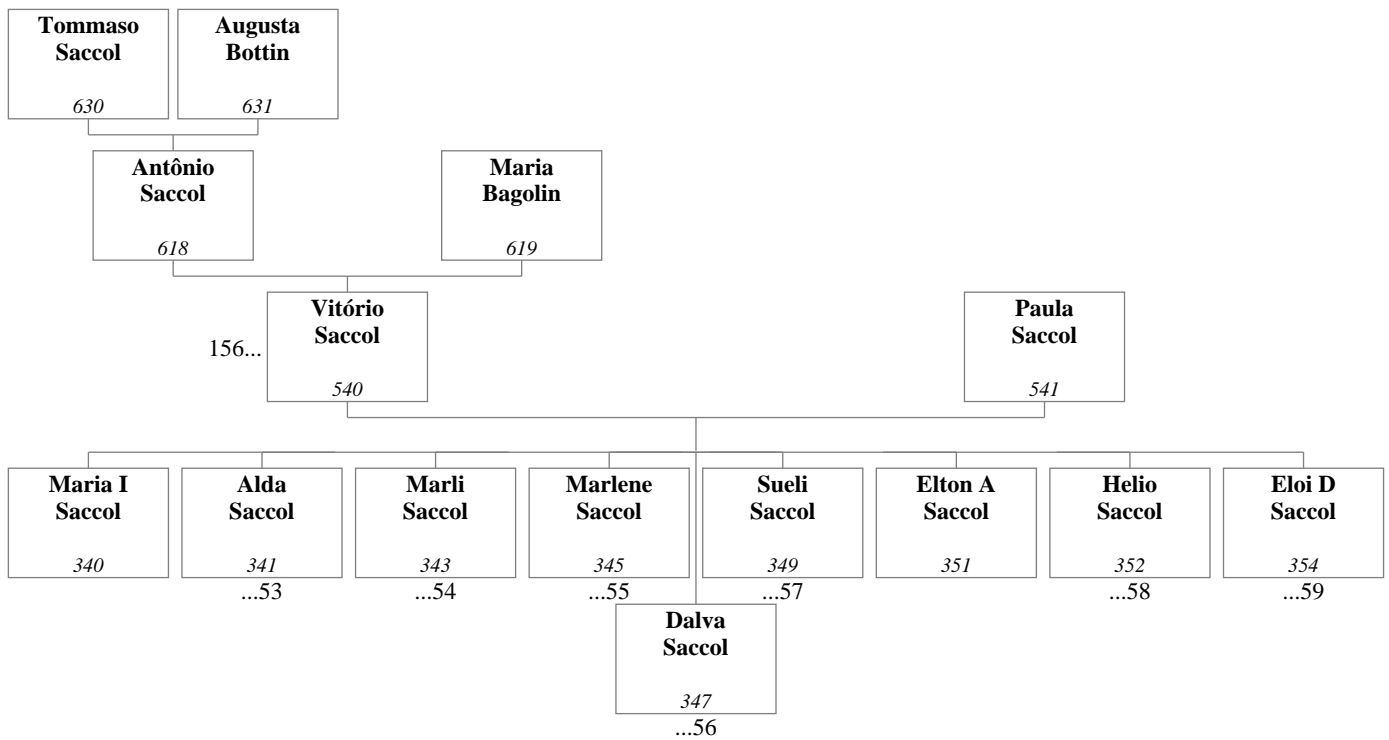 Tommaso
Saccol
630
Augusta
Bottin
631
Antônio
Saccol
618
Maria
Bagolin
619
156...
Vitório
Saccol
540
Paula
Saccol
541
Maria I
Saccol
340
Alda
Saccol
341
...53
Marli
Saccol
343
...54
Marlene
Saccol
345
...55
Sueli
Saccol
349
...57
Elton A
Saccol
351
Helio
Saccol
352
...58
Eloi D
Saccol
354
...59
Dalva
Saccol
347
...56